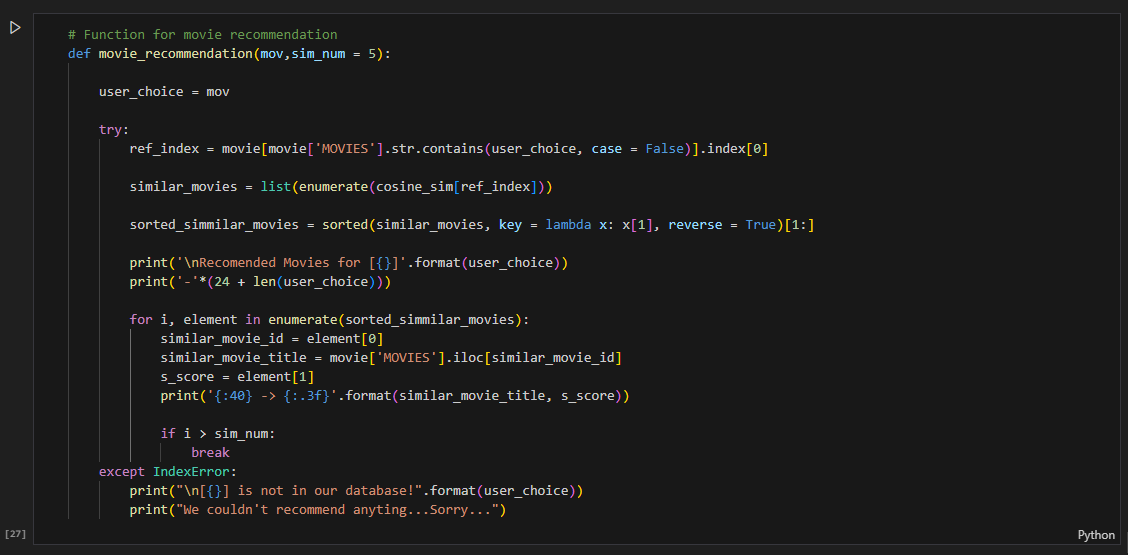 # Function for movie recommendation
def movie_recommendation(mov,sim_num = 5):
user_choice = mov
try:
ref_index = movie[movie['MOVIES'].str.contains(user_choice, case = False)].index[0]
similar_movies = list(enumerate(cosine_sim[ref_index]))
sorted_simmilar_movies = sorted(similar_movies, key = lambda x: x[1], reverse = True)[1:]
print('\nRecomended Movies for [{}]'.format(user_choice))
print('-'*(24 + len(user_choice)))
for i, element in enumerate(sorted_simmilar_movies):
similar_movie_id = element[0]
similar_movie_title = movie['MOVIES'].iloc[similar_movie_id]
s_score = element[1]
print('{:40} -> {:.3f}'.format(similar_movie_title, s_score))
if i > sim_num:
break
except IndexError:
print("\n[{}] is not in our database!".format(user_choice))
print("We couldn't recommend anyting...Sorry...")
[27]
Python